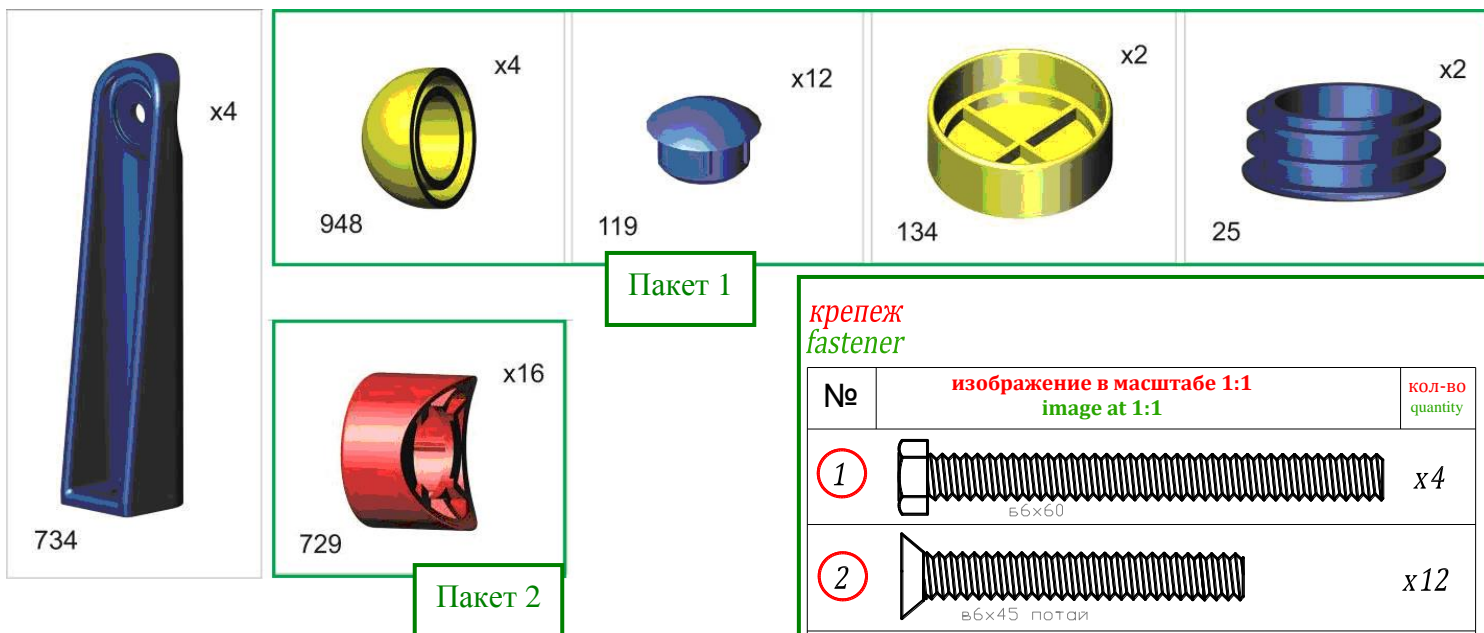 x4
734
x4
948
x12
119
x2
134
x2
25
Пакет 1
x16
729
Пакет 2
крепеж
fastener
№
изображение в масштабе 1:1
image at 1:1
кол-во
quantity
1
в6x60
x4
2
в6x45 потай
x12